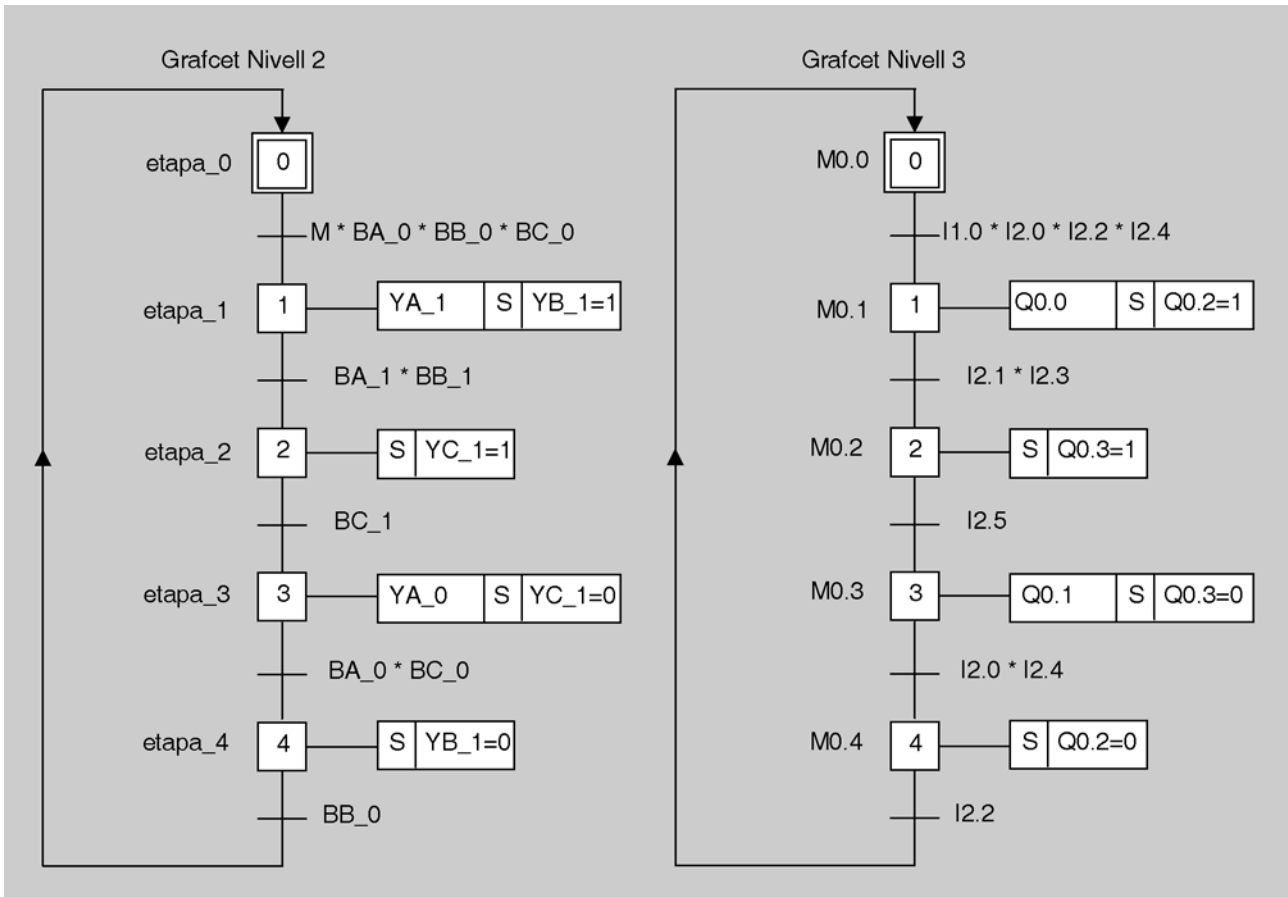 Grafcet Nivell 2
etapa_0
0
M * BA_0 * BB_0 * BC_0
etapa_1
1
YA_1 S YB_1=1
BA_1 * BB_1
etapa_2
2
S YC_1=1
BC_1
etapa_3
3
YA_0 S YC_1=0
BA_0 * BC_0
etapa_4
4
S YB_1=0
BB_0
Grafcet Nivell 3
M0.0
0
I1.0 * I2.0 * I2.2 * I2.4
M0.1
1
Q0.0 S Q0.2=1
I2.1 * I2.3
M0.2
2
S Q0.3=1
I2.5
M0.3
3
Q0.1 S Q0.3=0
I2.0 * I2.4
M0.4
4
S Q0.2=0
I2.2